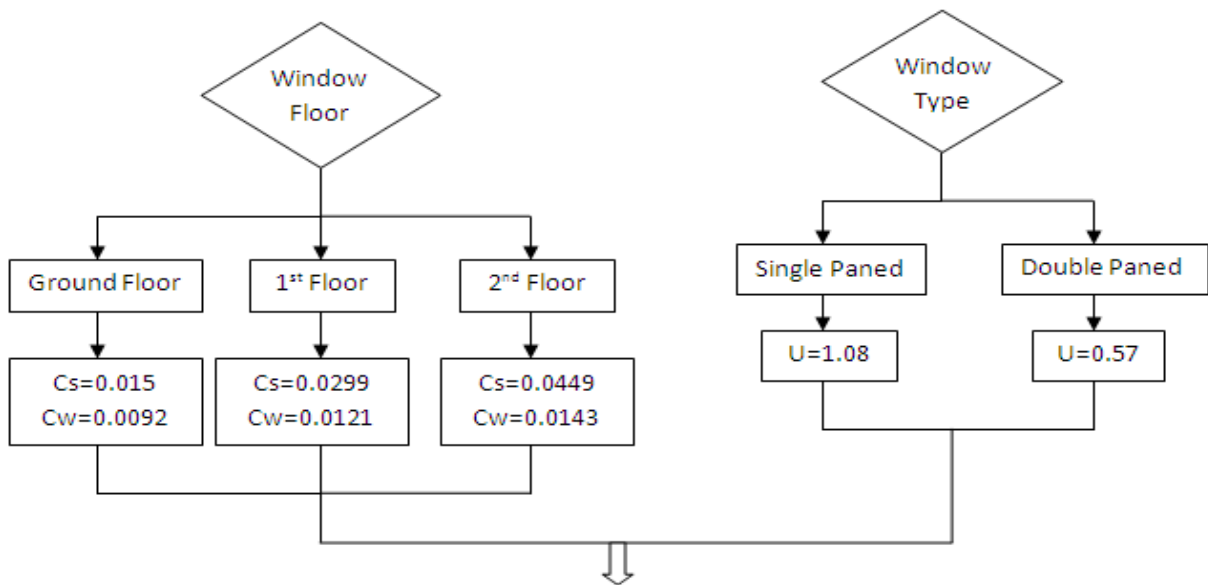 Window
Floor
Window
Type
Ground Floor
1st Floor
2nd Floor
Single Paned
Double Paned
Cs=0.015
Cw=0.0092
Cs=0.0299
Cw=0.0121
Cs=0.0449
Cw=0.0143
U=1.08
U=0.57